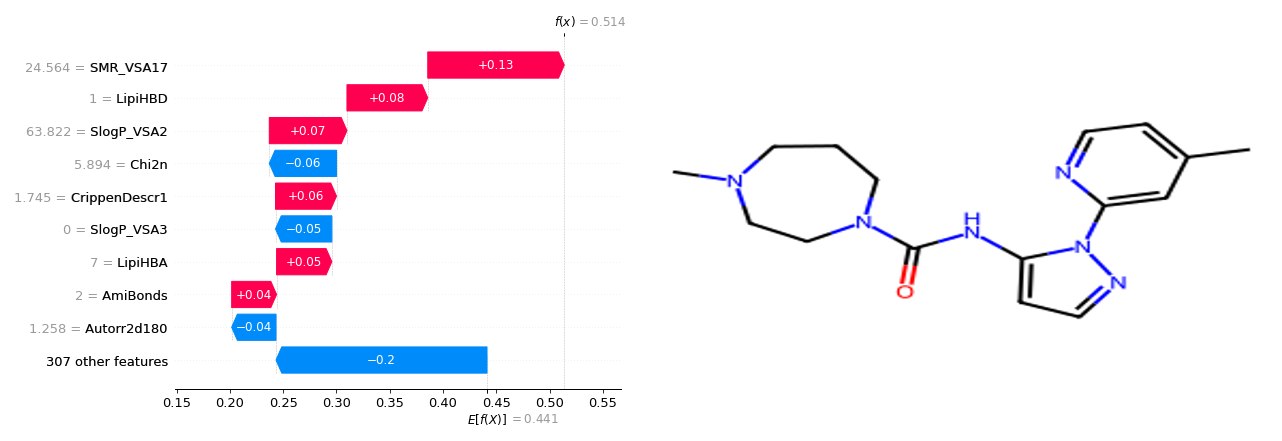 f(x) = 0.514
24.564 = SMR_VSA17
+0.13
1 = LipiHBD
+0.08
63.822 = SlogP_VSA2
+0.07
5.894 = Chi2n
−0.06
1.745 = CrippenDescr1
+0.06
0 = SlogP_VSA3
−0.05
7 = LipiHBA
+0.05
2 = AmiBonds
+0.04
1.258 = Autorr2d180
−0.04
307 other features
−0.2
0.15 0.20 0.25 0.30 0.35 0.40 0.45 0.50 0.55
E[f(X)] = 0.441
N
N
O
H
N
N
N
N